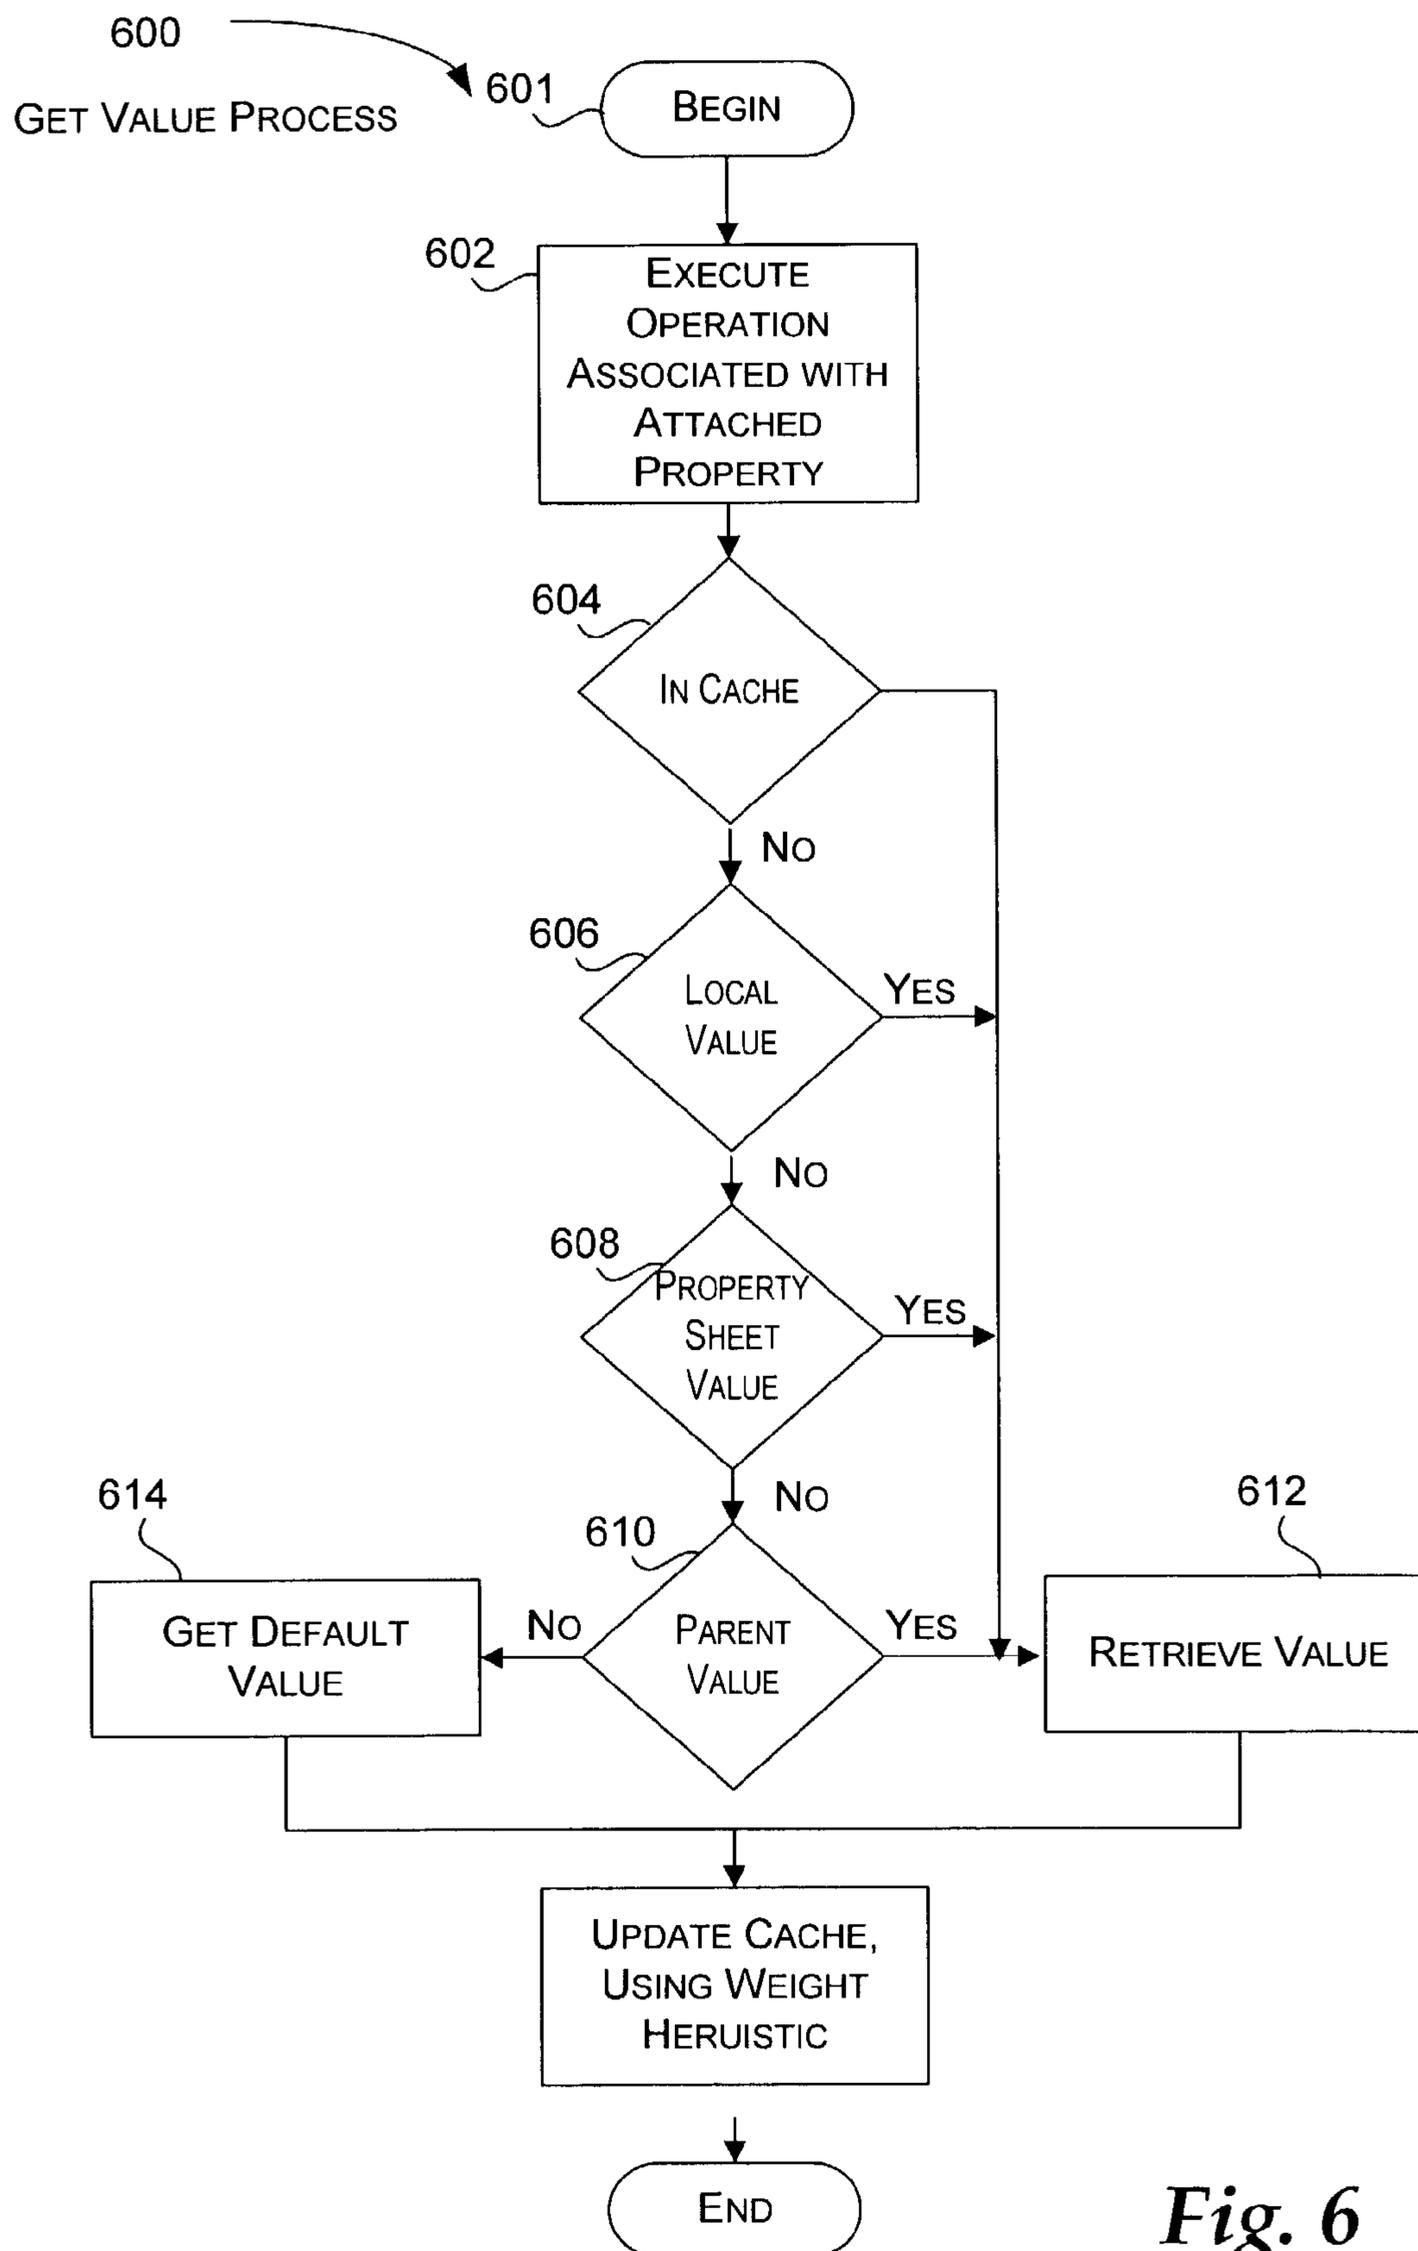 600
GET VALUE PROCESS
601
BEGIN
602
EXECUTE
OPERATION
ASSOCIATED WITH
ATTACHED
PROPERTY
604
IN CACHE
NO
606
LOCAL
VALUE
YES
NO
608
PROPERTY
SHEET
VALUE
YES
NO
610
PARENT
VALUE
NO
YES
614
GET DEFAULT
VALUE
612
RETRIEVE VALUE
UPDATE CACHE,
USING WEIGHT
HERUISTIC
END
Fig. 6